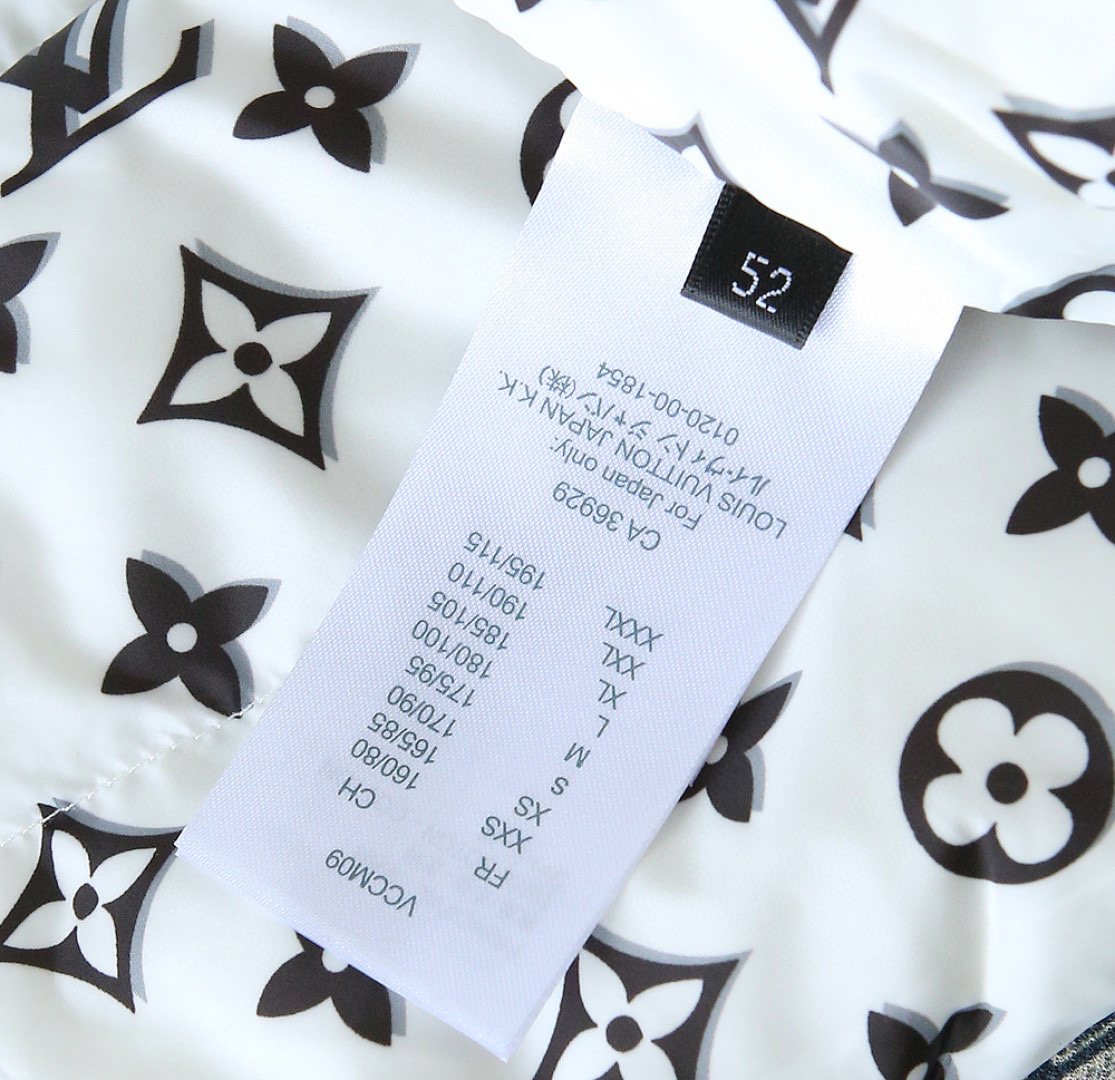 VCCM09
FR CH
XXS 160/80
XS 165/85
S 170/90
M 175/95
L 180/100
XL 185/105
XXL 190/110
XXXL 195/115
CA 36929
For Japan only:
LOUIS VUITTON JAPAN K.K.
ルイ・ヴィトン ジャパン(株)
0120-00-1854
52